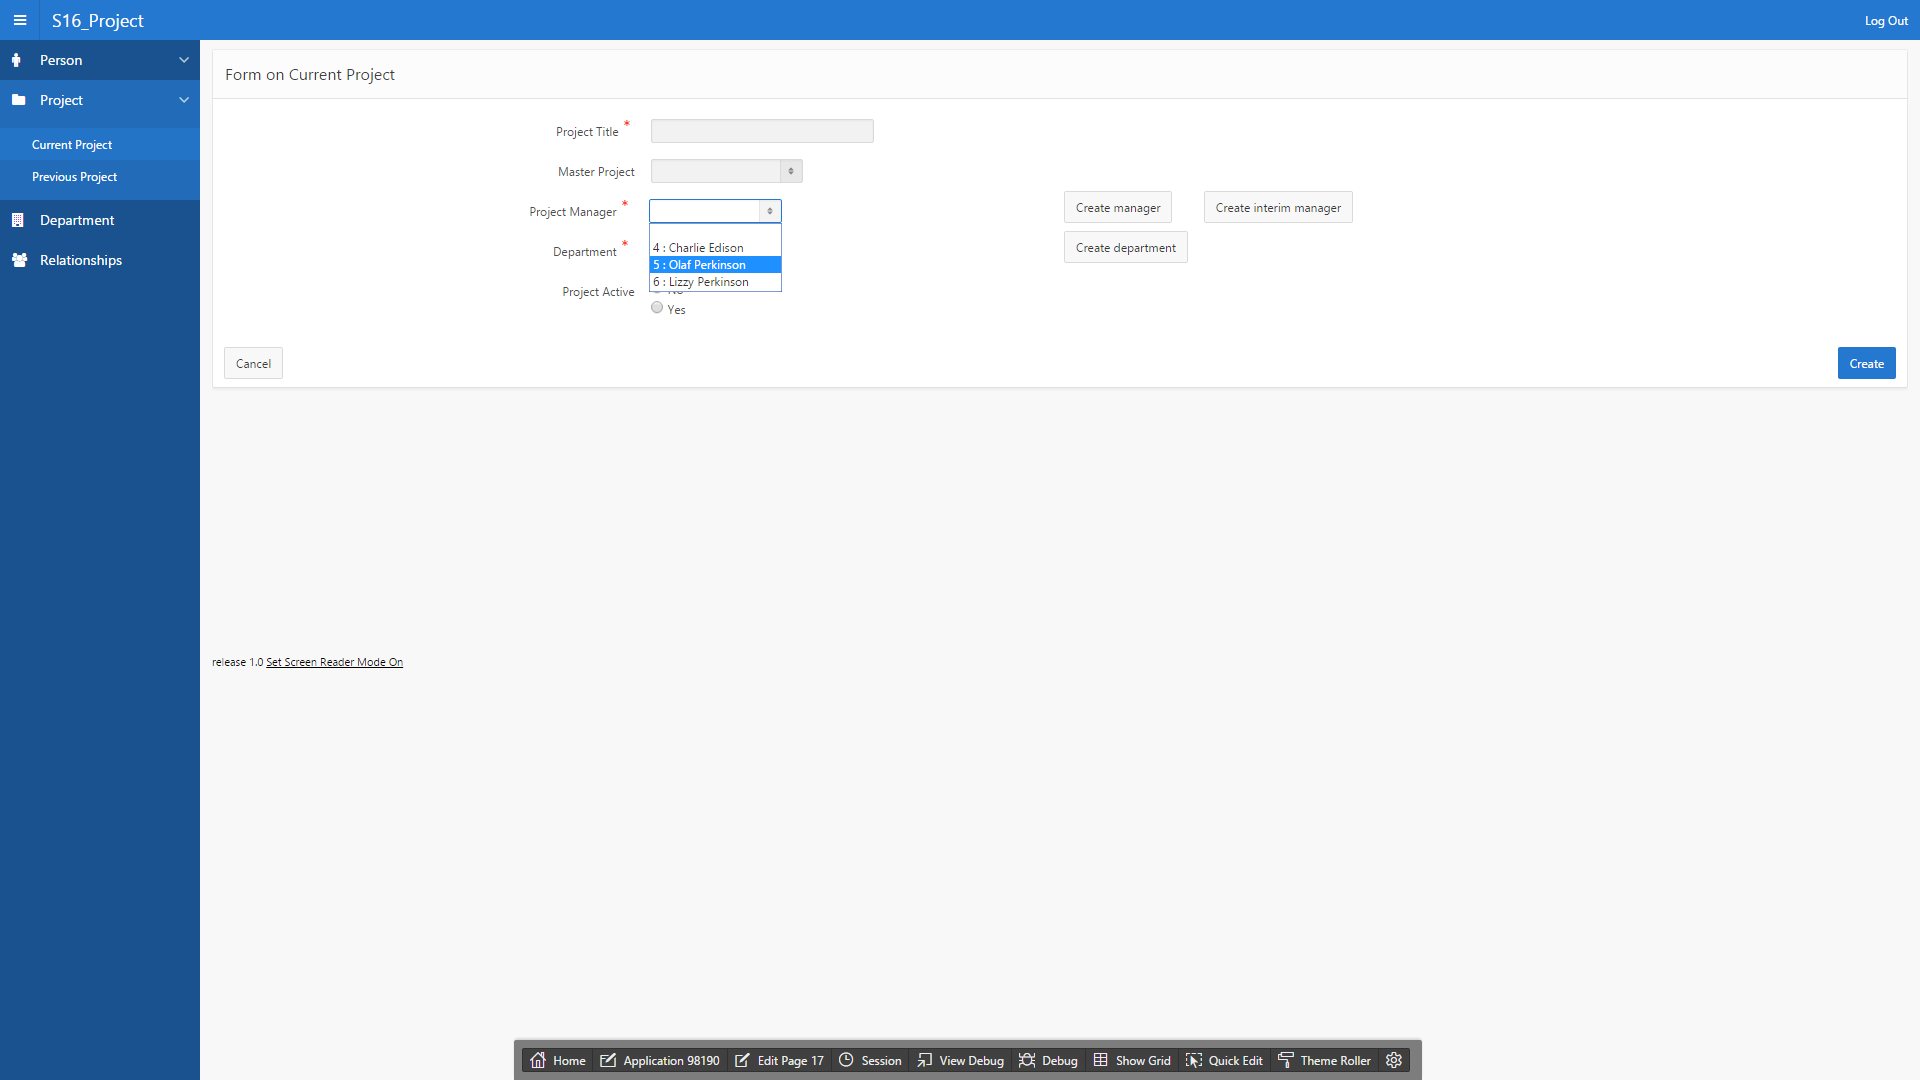 S16_Project
Log Out
Person
Project
Current Project
Previous Project
Department
Relationships
Form on Current Project
Project Title *
Master Project
Project Manager *
Create manager
Create interim manager
4 : Charlie Edison
5 : Olaf Perkinson
6 : Lizzy Perkinson
Department *
Create department
Project Active
No
Yes
Cancel
Create
release 1.0 Set Screen Reader Mode On
Home
Application 98190
Edit Page 17
Session
View Debug
Debug
Show Grid
Quick Edit
Theme Roller